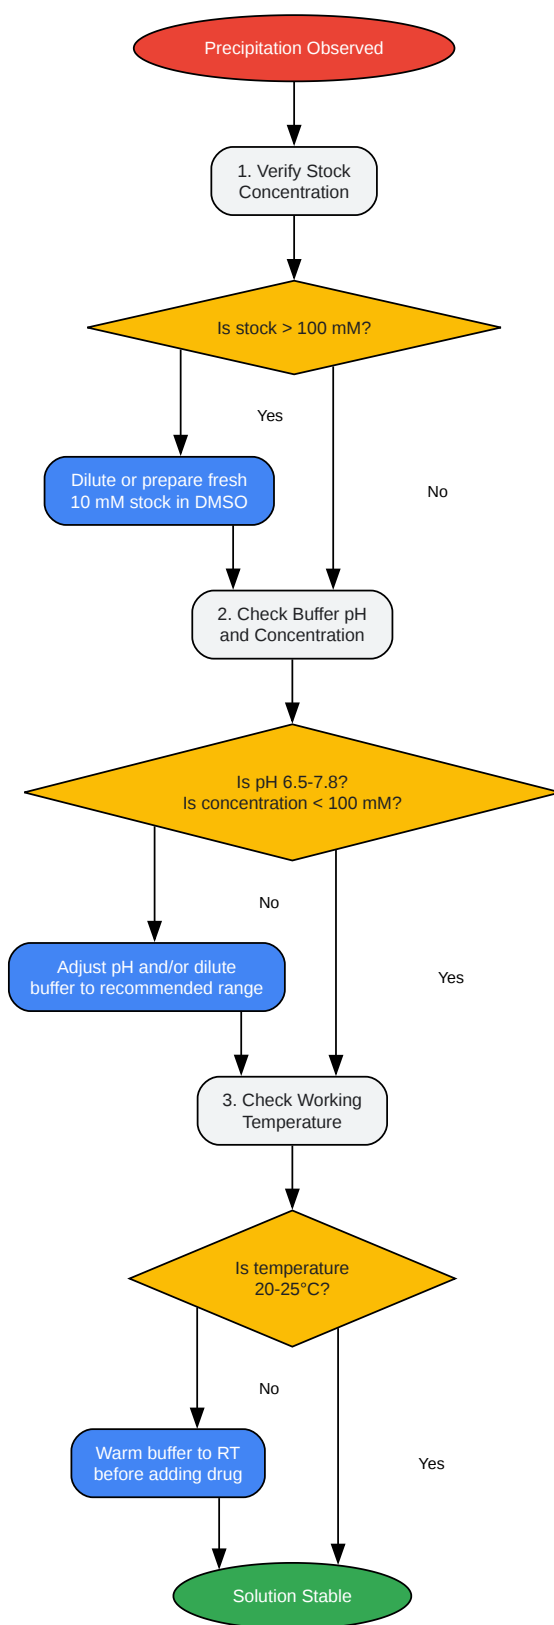 Precipitation Observed
1. Verify Stock
Concentration
Is stock > 100 mM?
Yes
Dilute or prepare fresh
10 mM stock in DMSO
No
2. Check Buffer pH
and Concentration
Is pH 6.5-7.8?
Is concentration < 100 mM?
No
Adjust pH and/or dilute
buffer to recommended range
Yes
3. Check Working
Temperature
Is temperature
20-25°C?
No
Warm buffer to RT
before adding drug
Yes
Solution Stable